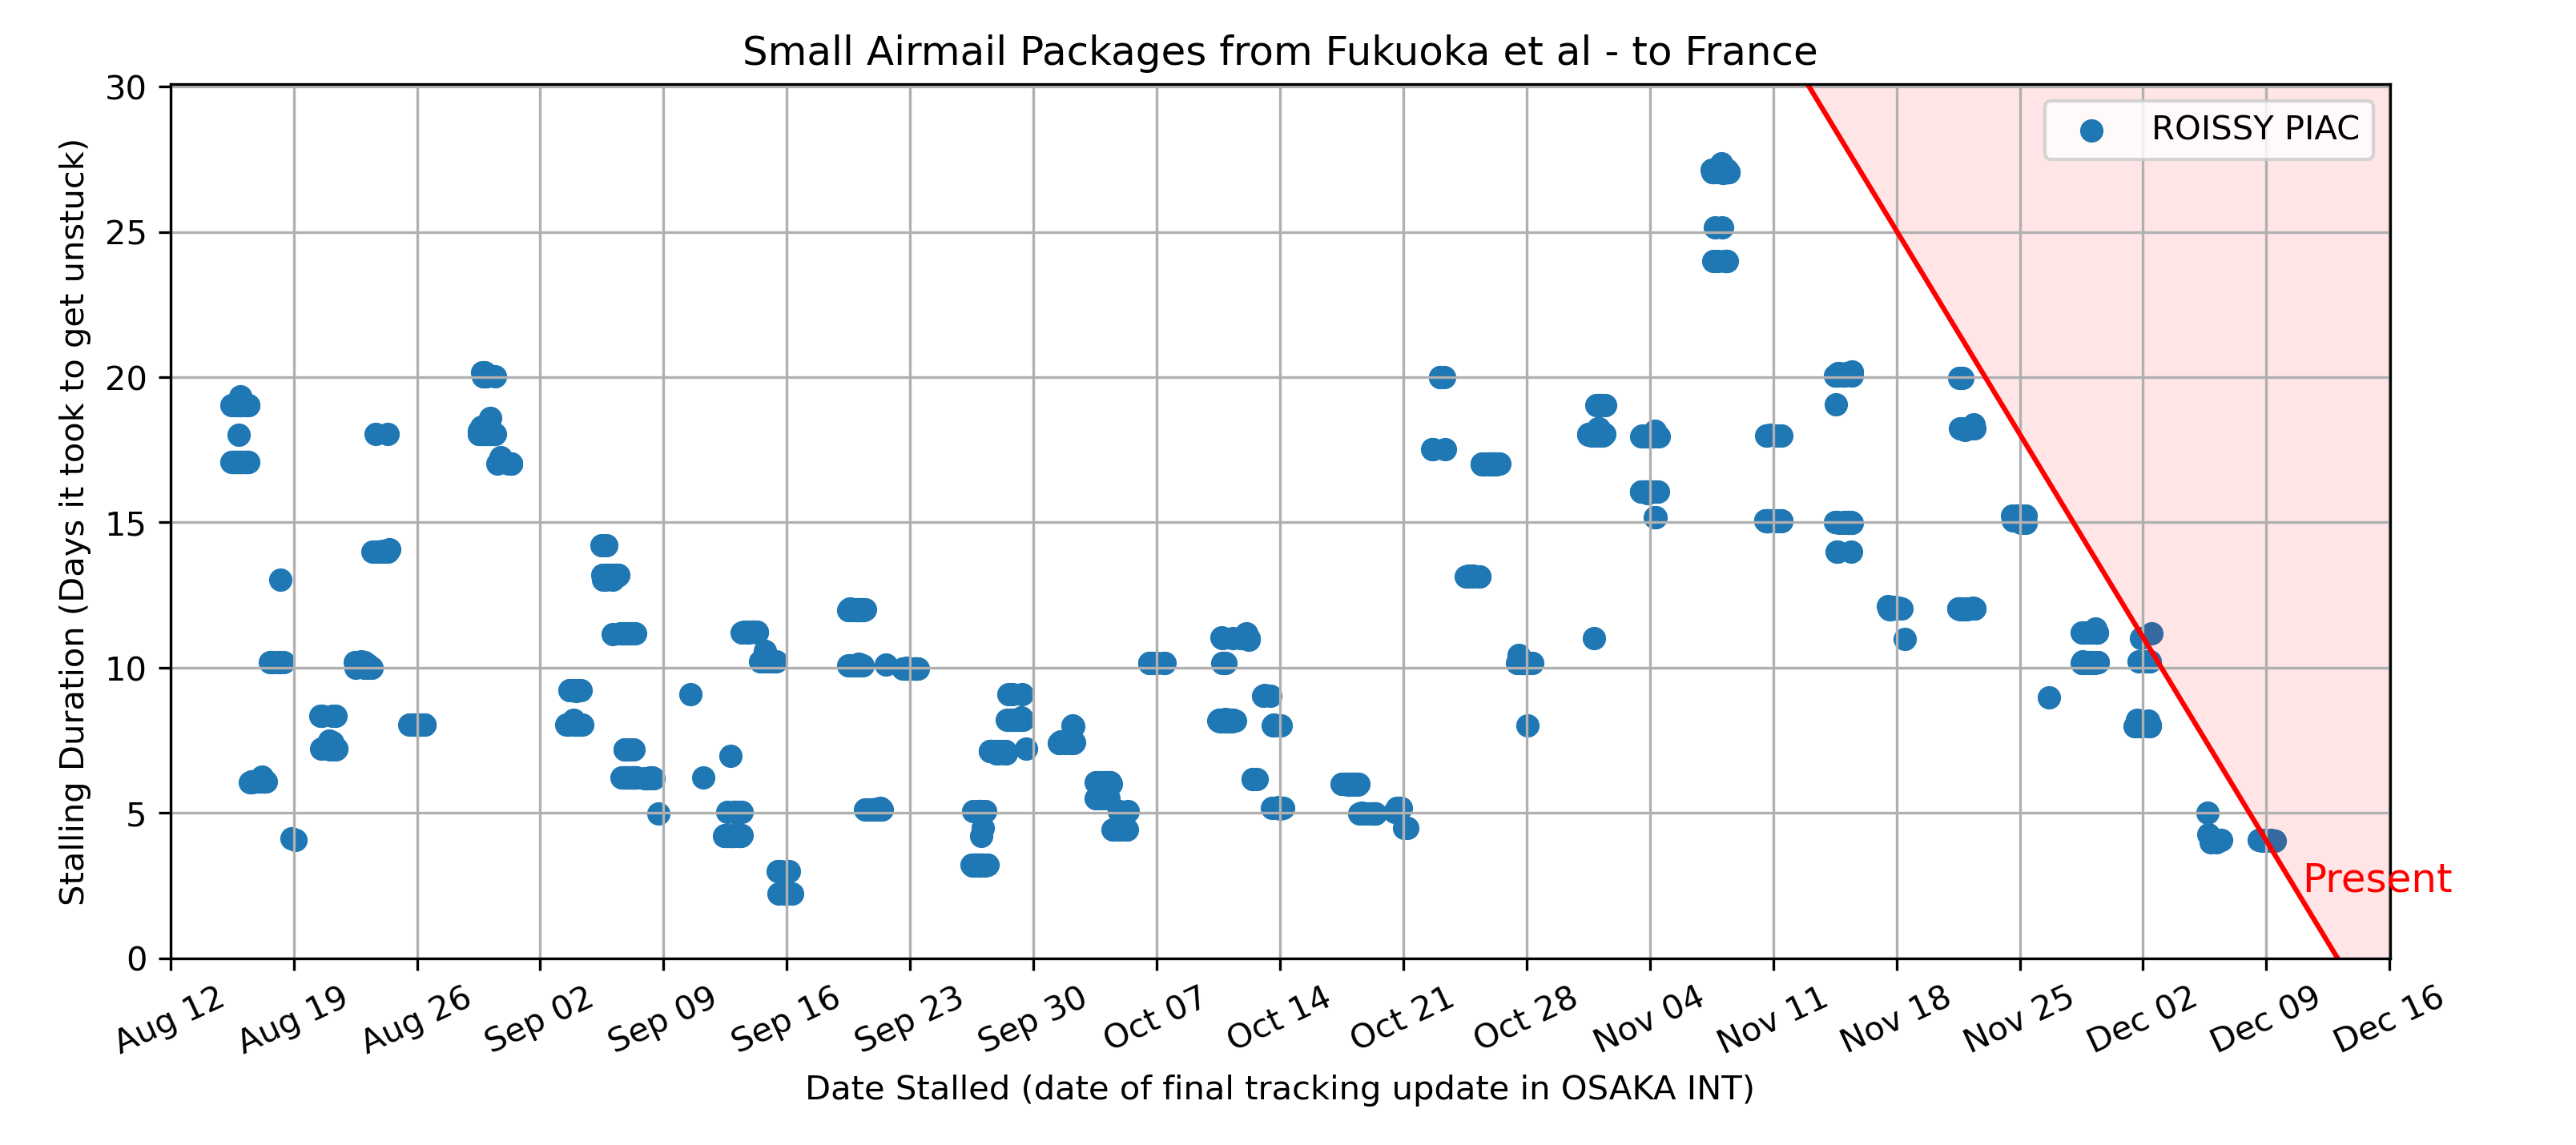 Small Airmail Packages from Fukuoka et al - to France
ROISSY PIAC
Stalling Duration (Days it took to get unstuck)
30
25
20
15
10
5
0
Present
Aug 12
Aug 19
Aug 26
Sep 02
Sep 09
Sep 16
Sep 23
Sep 30
Oct 07
Oct 14
Oct 21
Oct 28
Nov 04
Nov 11
Nov 18
Nov 25
Dec 02
Dec 09
Dec 16
Date Stalled (date of final tracking update in OSAKA INT)